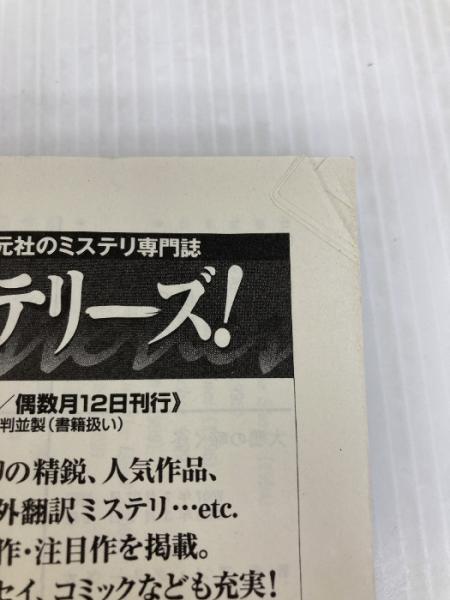 元社のミステリ専門誌
テリーズ!
／偶数月12日刊行》
判並製(書籍扱い)
の精鋭、人気作品、
外翻訳ミステリ…etc.
作・注目作を掲載。
セイ、コミックなども充実!